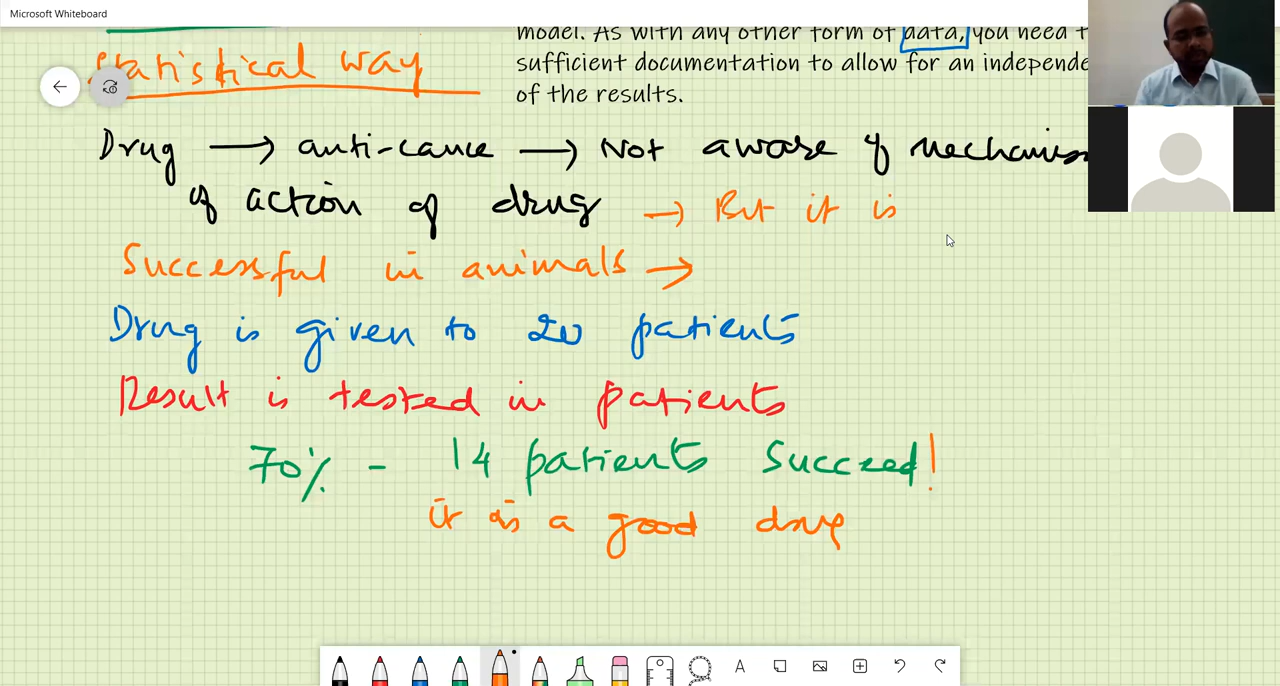 Microsoft Whiteboard
model. As with any other form of data, you need t
sufficient documentation to allow for an independe
of the results.
Statistical way
Drug → anti-cance → Not aware of mechanis
of action of drug → But it is
Successful in animals →
Drug is given to 20 patients
Result is tested in patients
70% - 14 patients Succeed!
it is a good drug
A